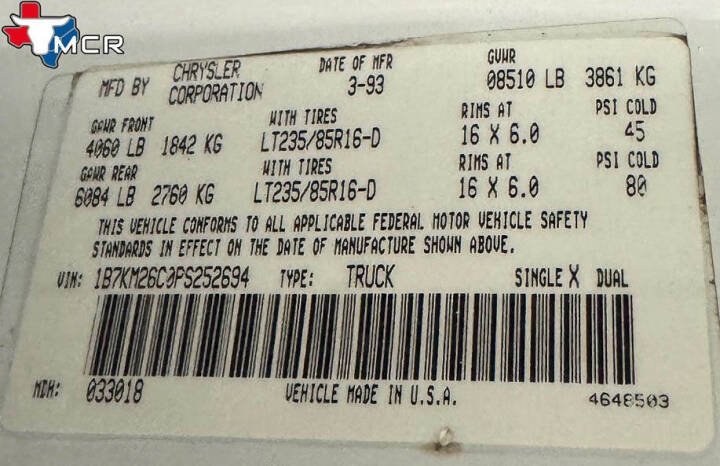 MCR
MFD BY CHRYSLER CORPORATION DATE OF MFR 3-93 GVWR 08510 LB 3861 KG
GAWR FRONT WITH TIRES RIMS AT PSI COLD
4060 LB 1842 KG LT235/85R16-D 16 X 6.0 45
GAWR REAR WITH TIRES RIMS AT PSI COLD
6084 LB 2760 KG LT235/85R16-D 16 X 6.0 80
THIS VEHICLE CONFORMS TO ALL APPLICABLE FEDERAL MOTOR VEHICLE SAFETY
STANDARDS IN EFFECT ON THE DATE OF MANUFACTURE SHOWN ABOVE.
VIN: 1B7KM26C0PS252694 TYPE: TRUCK SINGLE X DUAL
MDH: 033018 VEHICLE MADE IN U.S.A. 4648503